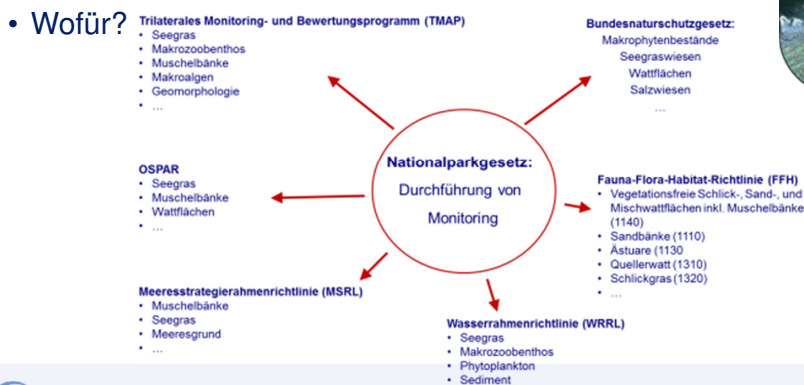 • Wofür?
Trilaterales Monitoring- und Bewertungsprogramm (TMAP)
• Seegras
• Makrozoobenthos
• Muschelbänke
• Makroalgen
• Geomorphologie
• ...
Bundesnaturschutzgesetz:
Makrophytenbestände
Seegraswiesen
Wattflächen
Salzwiesen
...
Nationalparkgesetz:
Durchführung von
Monitoring
OSPAR
• Seegras
• Muschelbänke
• Wattflächen
• ...
Fauna-Flora-Habitat-Richtlinie (FFH)
• Vegetationsfreie Schlick-, Sand-, und
Mischwattflächen inkl. Muschelbänke
(1140)
• Sandbänke (1110)
• Ästuare (1130
• Quellerwatt (1310)
• Schlickgras (1320)
• ...
Meeresstrategierahmenrichtlinie (MSRL)
• Muschelbänke
• Seegras
• Meeresgrund
• ...
Wasserrahmenrichtlinie (WRRL)
• Seegras
• Makrozoobenthos
• Phytoplankton
• Sediment